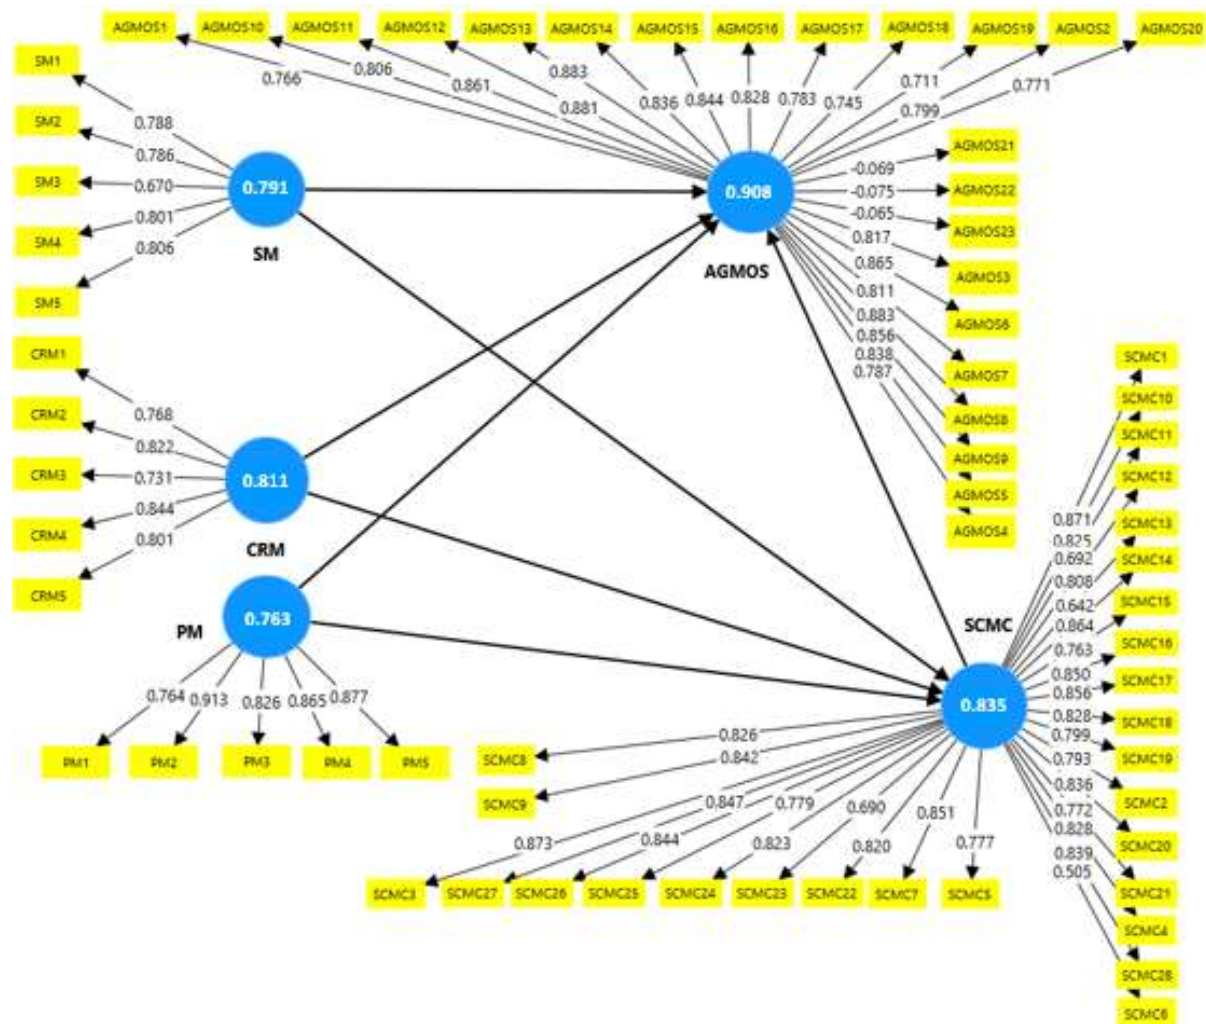 AGMOS1 AGMOS10 AGMOS11 AGMOS12 AGMOS13 AGMOS14 AGMOS15 AGMOS16 AGMOS17 AGMOS18 AGMOS19 AGMOS2 AGMOS20
0.766 0.806 0.861 0.881 0.883 0.836 0.844 0.828 0.783 0.745 0.711 0.799 0.771
SM1
SM2
SM3
SM4
SM5
0.788
0.786
0.670
0.801
0.806
0.791
SM
0.908
AGMOS
-0.069
-0.075
-0.065
0.817
0.865
0.811
0.883
0.856
0.838
0.787
AGMOS21
AGMOS22
AGMOS23
AGMOS3
AGMOS6
AGMOS7
AGMOS8
AGMOS9
AGMOS5
AGMOS4
CRM1
CRM2
CRM3
CRM4
CRM5
0.768
0.822
0.731
0.844
0.801
0.811
CRM
0.763
PM
0.764 0.913 0.826 0.865 0.877
PM1 PM2 PM3 PM4 PM5
SCMC
0.835
0.871
0.825
0.692
0.808
0.642
0.864
0.763
0.850
0.856
0.828
0.799
0.793
0.836
0.772
0.828
0.839
0.505
SCMC1
SCMC10
SCMC11
SCMC12
SCMC13
SCMC14
SCMC15
SCMC16
SCMC17
SCMC18
SCMC19
SCMC2
SCMC20
SCMC21
SCMC4
SCMC28
SCMC6
SCMC8
SCMC9
0.826
0.842
0.873 0.847 0.844 0.779 0.823 0.690 0.820 0.851 0.777
SCMC3 SCMC27 SCMC26 SCMC25 SCMC24 SCMC23 SCMC22 SCMC7 SCMC5